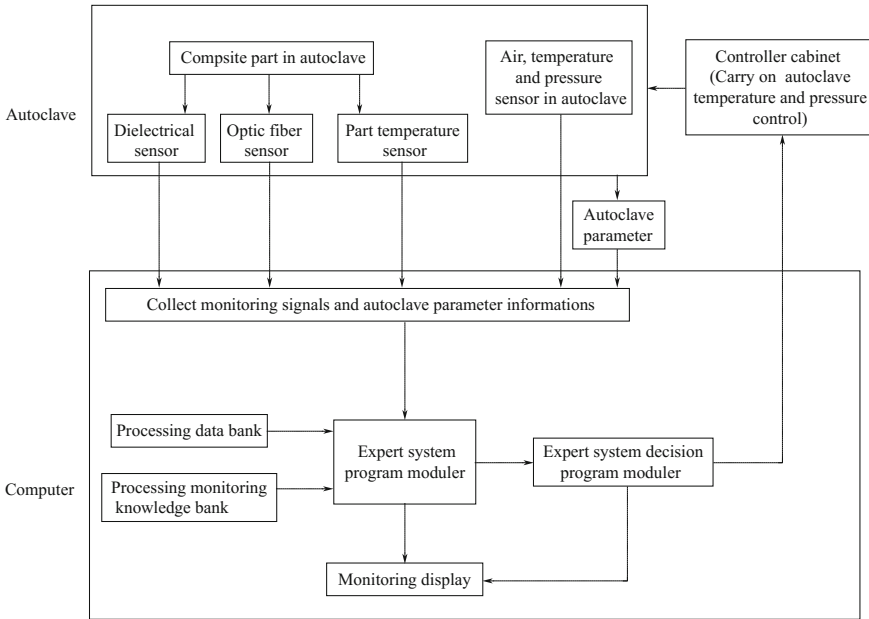 Compsite part in autoclave
Air, temperature
and pressure
sensor in autoclave
Controller cabinet
(Carry on autoclave
temperature and pressure
control)
Autoclave
Dielectrical
sensor
Optic fiber
sensor
Part temperature
sensor
Autoclave
parameter
Collect monitoring signals and autoclave parameter informations
Processing data bank
Expert system
program moduler
Expert system decision
program moduler
Computer
Processing monitoring
knowledge bank
Monitoring display